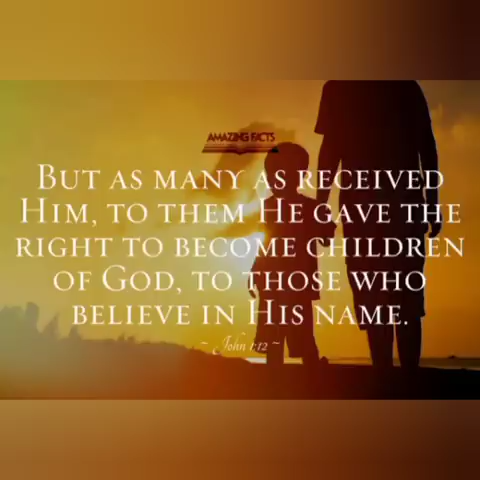 AMAZING FACTS
BUT AS MANY AS RECEIVED
HIM, TO THEM HE GAVE THE
RIGHT TO BECOME CHILDREN
OF GOD, TO THOSE WHO
BELIEVE IN HIS NAME.
~ John 1:12 ~